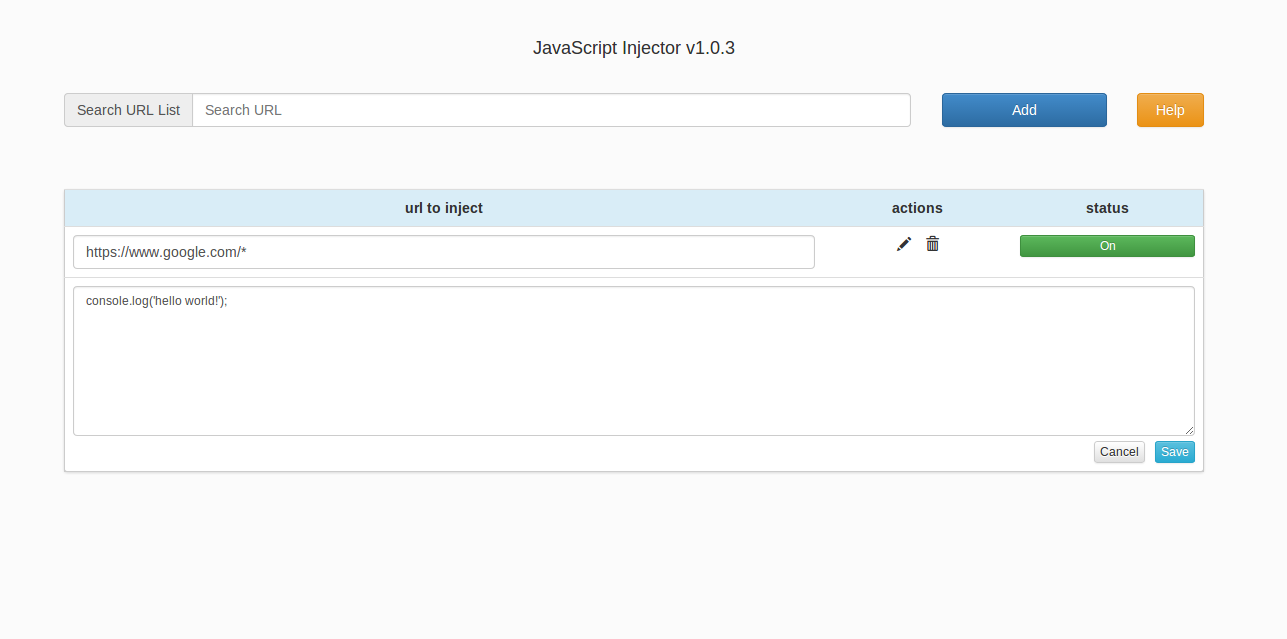 JavaScript Injector v1.0.3
Search URL List Search URL Add Help
url to inject actions status
https://www.google.com/* On
console.log('hello world!');
Cancel Save